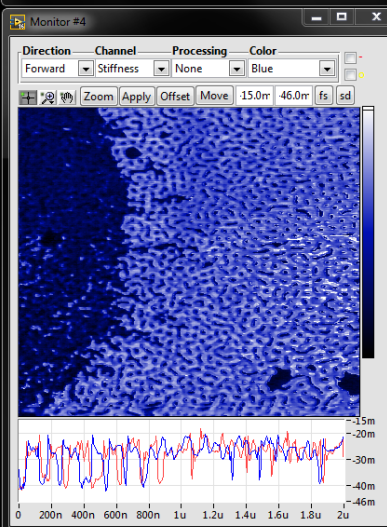 Monitor #4
Direction Channel Processing Color
Forward Stiffness None Blue
Zoom Apply Offset Move -15.0m -46.0m fs sd
-15m
-20m
-30m
-40m
-46m
0 200n 400n 600n 800n 1u 1.2u 1.4u 1.6u 1.8u 2u